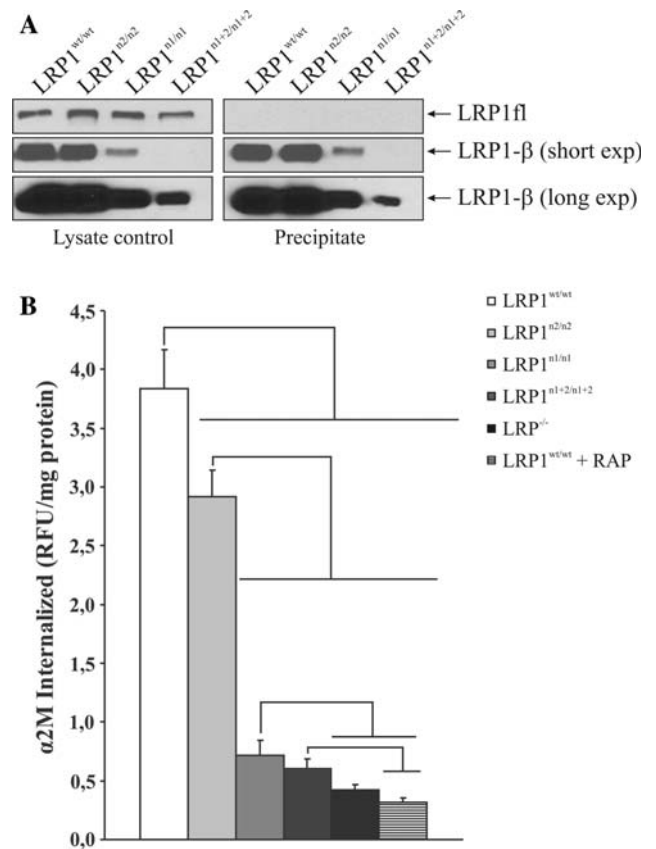 A
LRP1wt/wt LRP1n2/n2 LRP1n1/n1 LRP1n1+2/n1+2 LRP1wt/wt LRP1n2/n2 LRP1n1/n1 LRP1n1+2/n1+2
LRP1fl
LRP1-β (short exp)
LRP1-β (long exp)
Lysate control Precipitate
B
α2M Internalized (RFU/mg protein)
4,5
4,0
3,5
3,0
2,5
2,0
1,5
1,0
0,5
0,0
LRP1wt/wt
LRP1n2/n2
LRP1n1/n1
LRP1n1+2/n1+2
LRP-/-
LRP1wt/wt + RAP